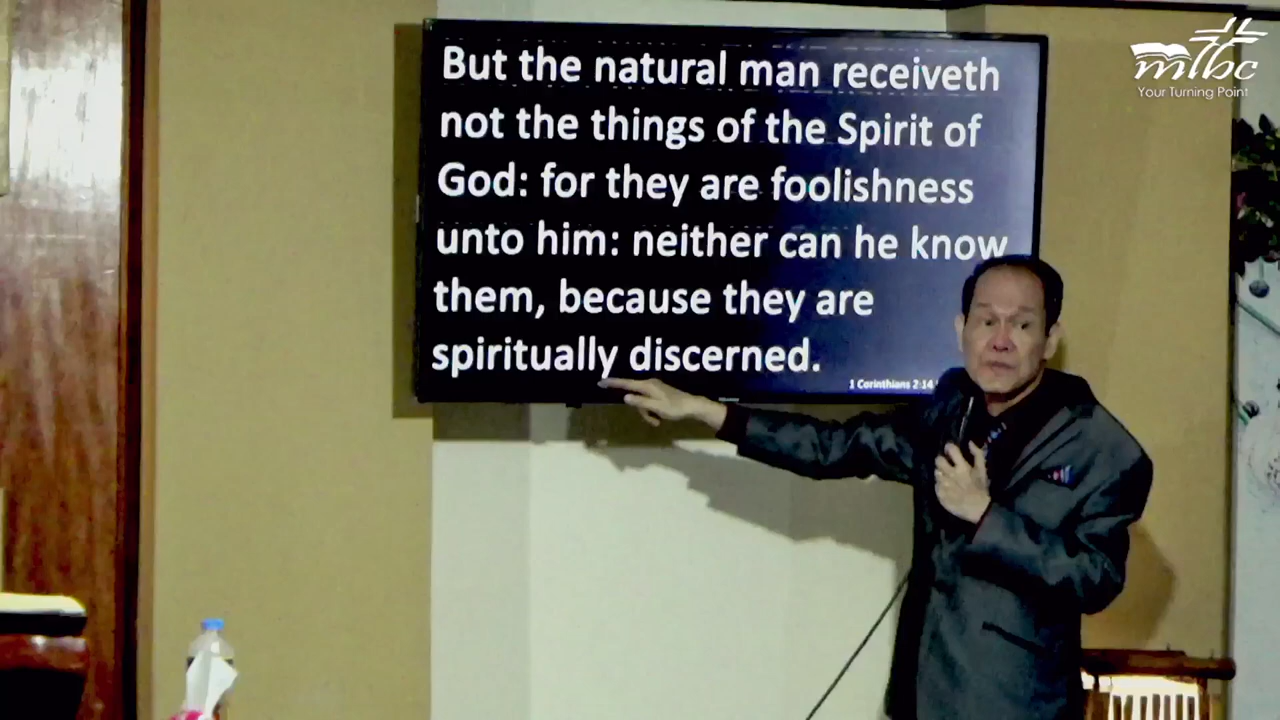 But the natural man receiveth
not the things of the Spirit of
God: for they are foolishness
unto him: neither can he know
them, because they are
spiritually discerned.
1 Corinthians 2:14
mtbc
Your Turning Point